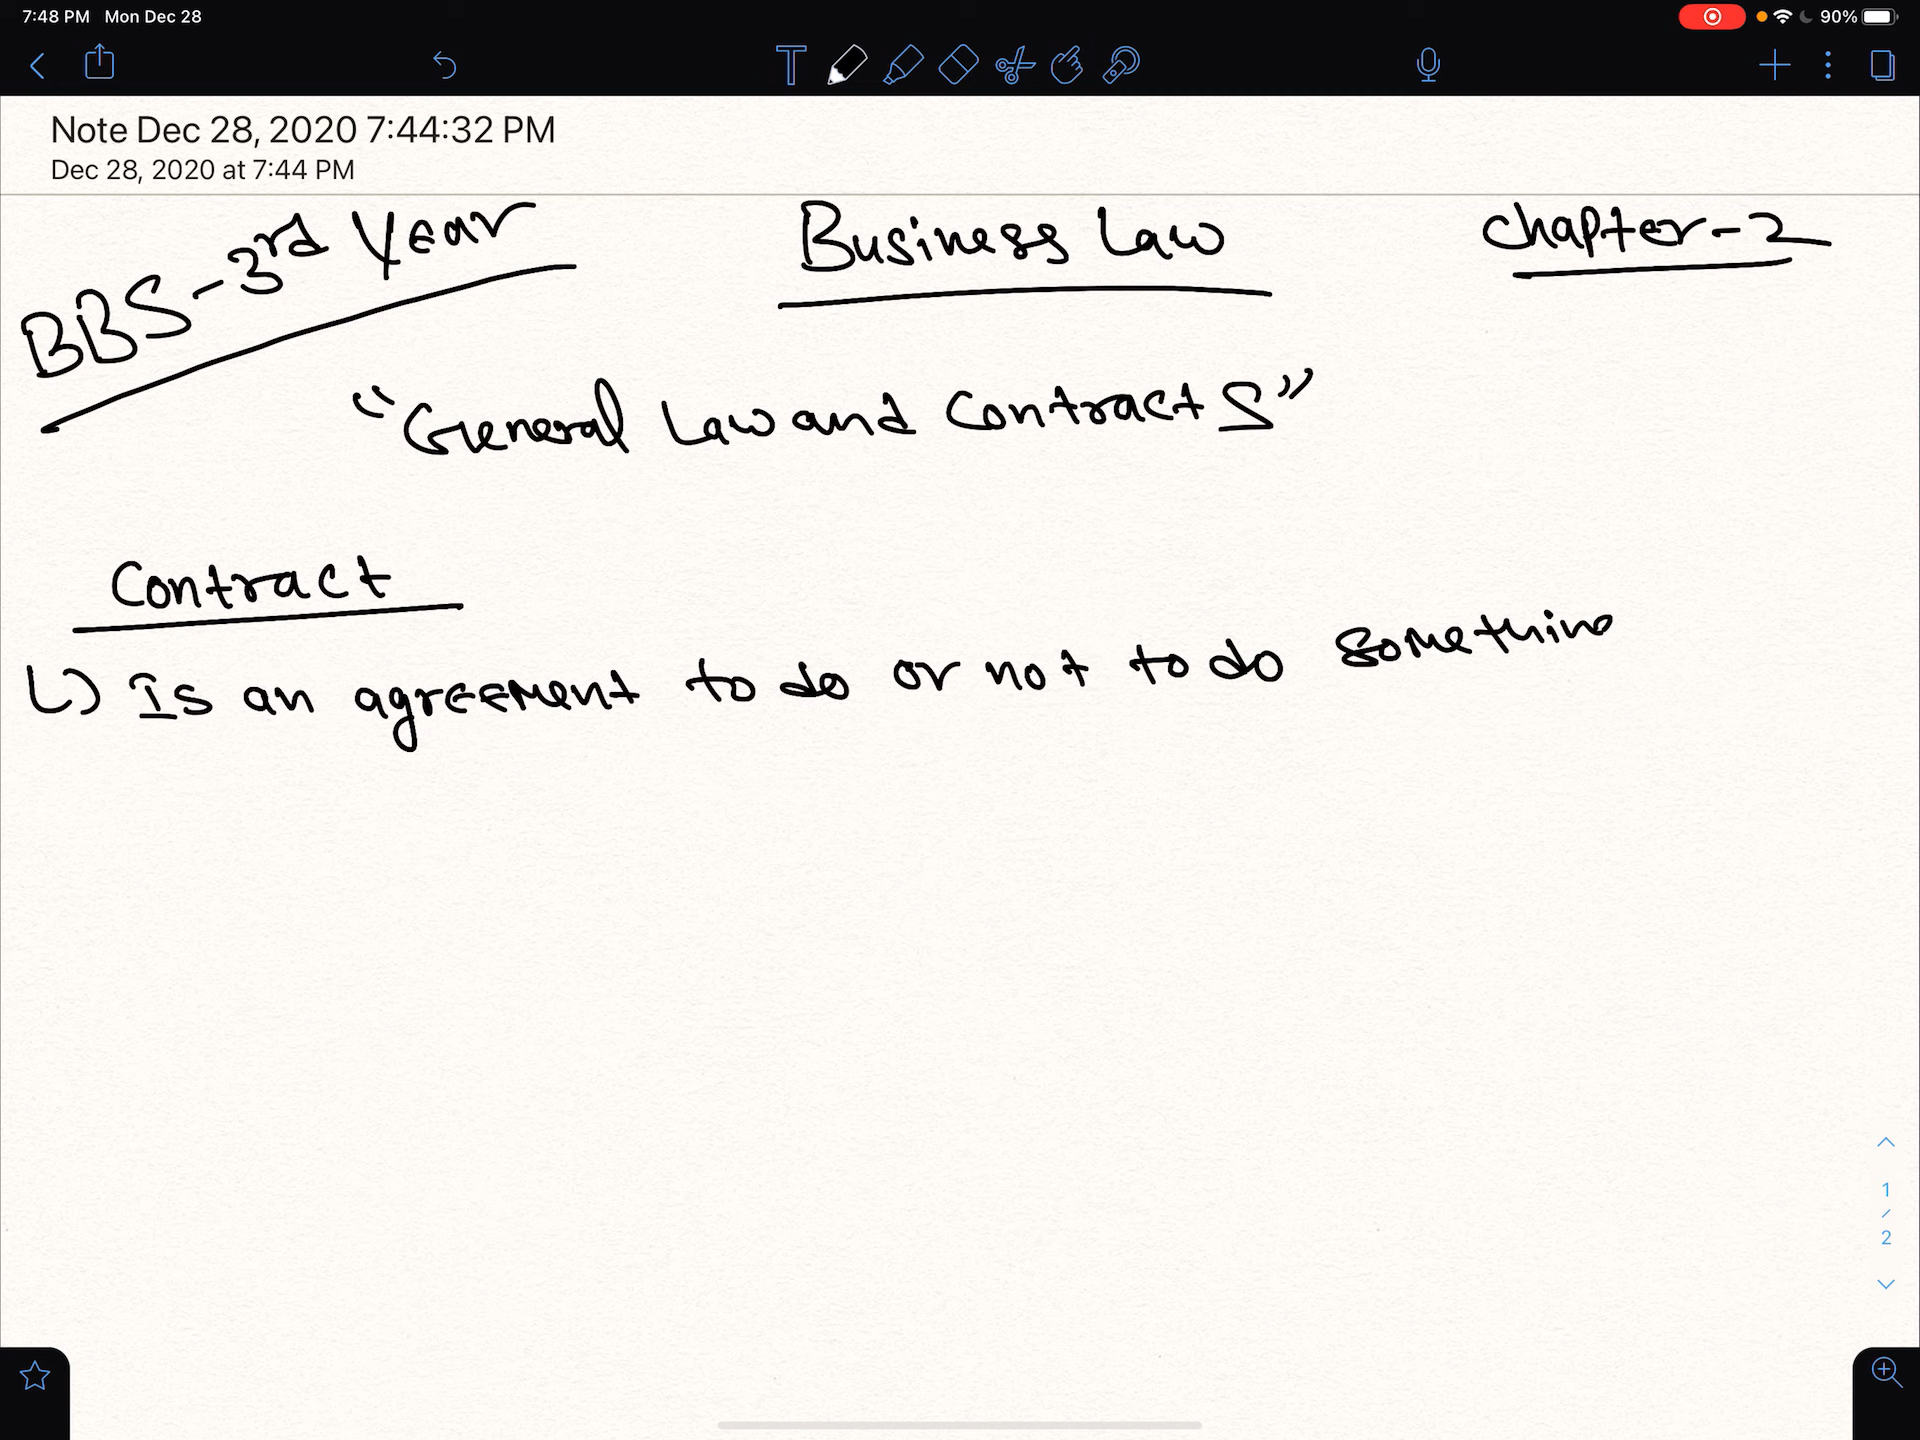 7:48 PM Mon Dec 28
90%
Note Dec 28, 2020 7:44:32 PM
Dec 28, 2020 at 7:44 PM
BBS-3rd Year
Business Law
Chapter-2
"General Law and Contracts"
Contract
Is an agreement to do or not to do somethin
1
/
2